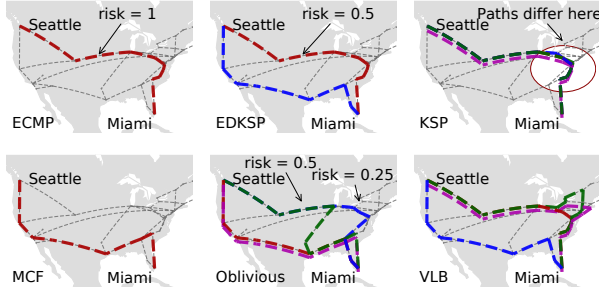 Seattle
risk = 1
ECMP
Miami
Seattle
risk = 0.5
EDKSP
Miami
Seattle
Paths differ here
KSP
Miami
Seattle
MCF
Miami
Seattle
risk = 0.5
risk = 0.25
Oblivious
Miami
Seattle
VLB
Miami